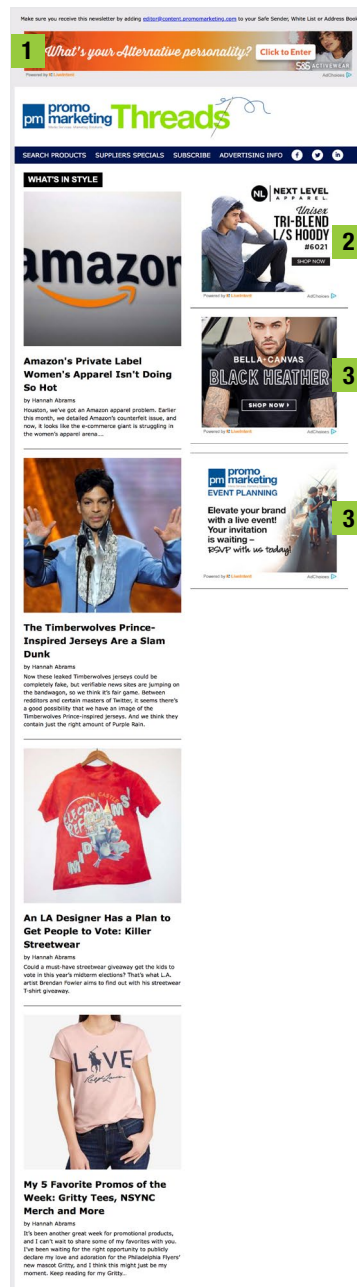 Make sure you receive this newsletter by adding editor@content.promomarketing.com to your Safe Sender, White List or Address Book
1
What's your Alternative personality?
Click to Enter
S&S ACTIVEWEAR
Powered by LiveIntent
AdChoices
pm promo marketing Threads
SEARCH PRODUCTS SUPPLIERS SPECIALS SUBSCRIBE ADVERTISING INFO
WHAT'S IN STYLE
amazon
Amazon's Private Label
Women's Apparel Isn't Doing
So Hot
by Hannah Abrams
Houston, we've got an Amazon apparel problem. Earlier
this month, we detailed Amazon's counterfeit issue, and
now, it looks like the e-commerce giant is struggling in
the women's apparel arena....
The Timberwolves Prince-
Inspired Jerseys Are a Slam
Dunk
by Hannah Abrams
Now these leaked Timberwolves jerseys could be
completely fake, but verifiable news sites are jumping on
the bandwagon, so we think it's fair game. Between
redditors and certain masters of Twitter, it seems there's
a good possibility that we have an image of the
Timberwolves Prince-inspired jerseys. And we think they
contain just the right amount of Purple Rain.
ELECTION
REFORM
An LA Designer Has a Plan to
Get People to Vote: Killer
Streetwear
by Hannah Abrams
Could a must-have streetwear giveaway get the kids to
vote in this year's midterm elections? That's what L.A.
artist Brendan Fowler aims to find out with his streetwear
T-shirt giveaway.
LOVE
My 5 Favorite Promos of the
Week: Gritty Tees, NSYNC
Merch and More
by Hannah Abrams
It's been another great week for promotional products,
and I can't wait to share some of my favorites with you.
I've been waiting for the right opportunity to publicly
declare my love and adoration for the Philadelphia Flyers'
new mascot Gritty, and I think this might just be my
moment. Keep reading for my Gritty..
NL NEXT LEVEL
APPAREL
Unisex
TRI-BLEND
L/S HOODY
#6021
SHOP NOW
2
Powered by LiveIntent
AdChoices
BELLA+CANVAS
BLACK HEATHER
SHOP NOW
3
Powered by LiveIntent
AdChoices
pm promo
marketing
EVENT PLANNING
Elevate your brand
with a live event!
Your invitation
is waiting –
RSVP with us today!
3
Powered by LiveIntent
AdChoices